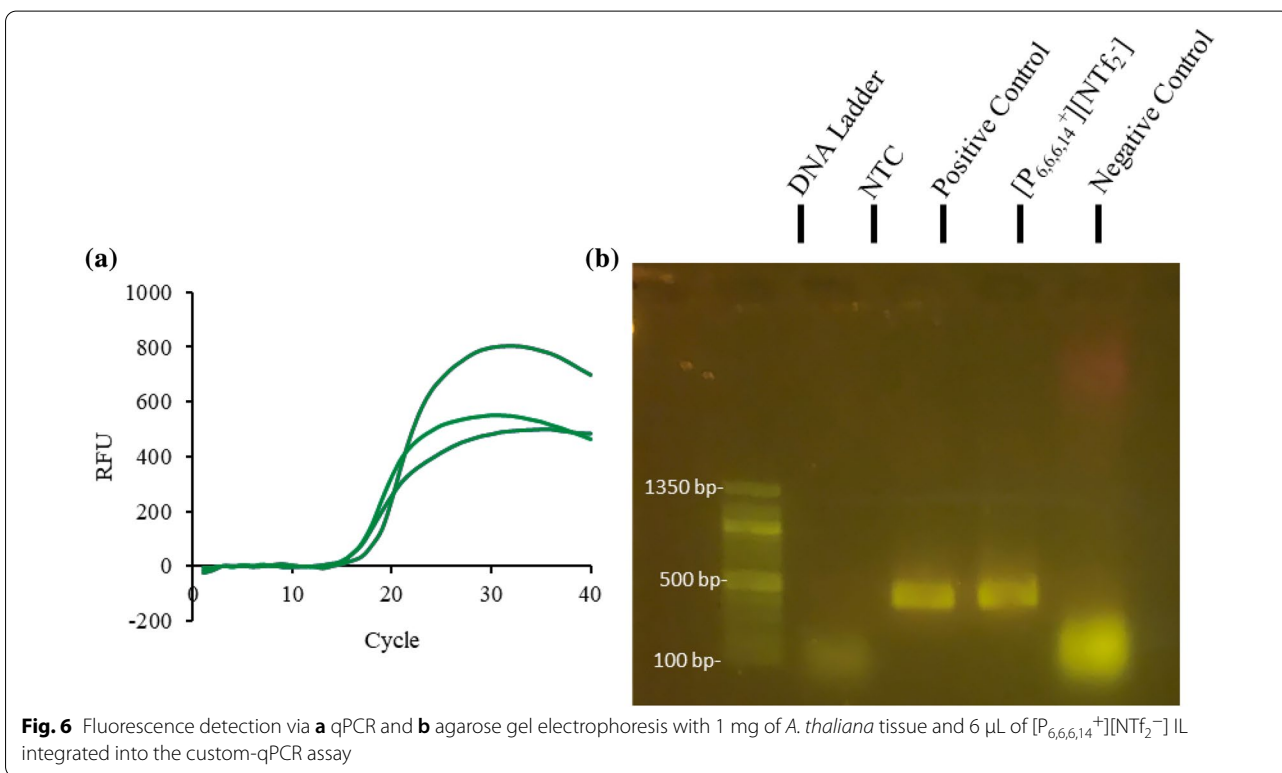 DNA Ladder
NTC
Positive Control
[P6,6,6,14+][NTf2-]
Negative Control
(a)
1000
800
600
400
200
0
-200
RFU
0
10
20
30
40
Cycle
(b)
1350 bp-
500 bp-
100 bp-
Fig. 6 Fluorescence detection via a qPCR and b agarose gel electrophoresis with 1 mg of A. thaliana tissue and 6 µL of [P6,6,6,14+][NTf2−] IL
integrated into the custom-qPCR assay